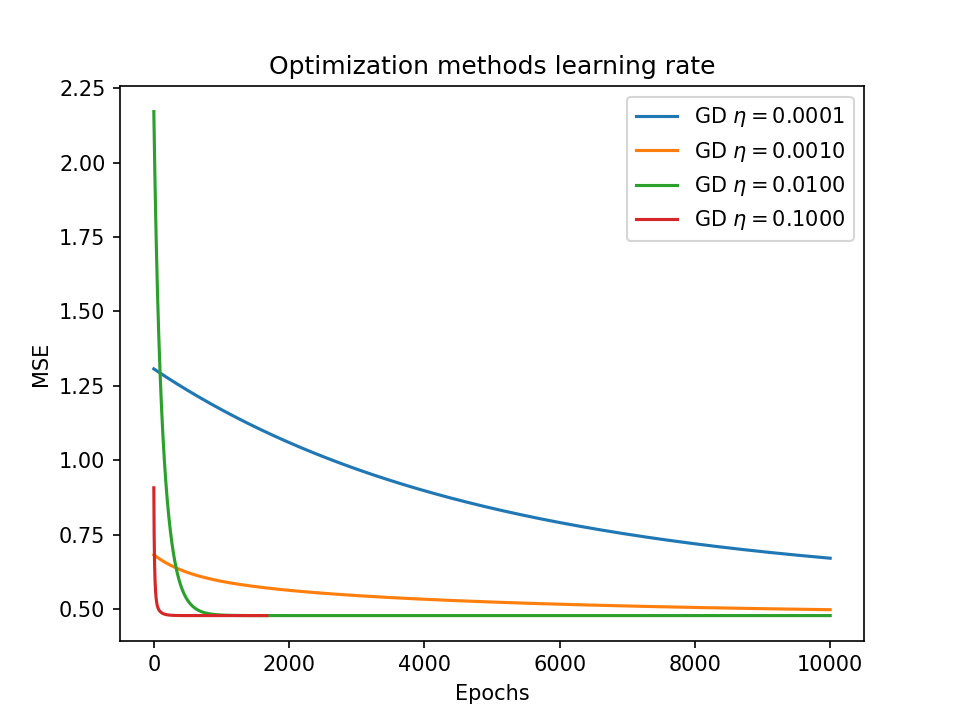 Optimization methods learning rate
GD η = 0.0001
GD η = 0.0010
GD η = 0.0100
GD η = 0.1000
2.25
2.00
1.75
1.50
1.25
1.00
0.75
0.50
MSE
0 2000 4000 6000 8000 10000
Epochs